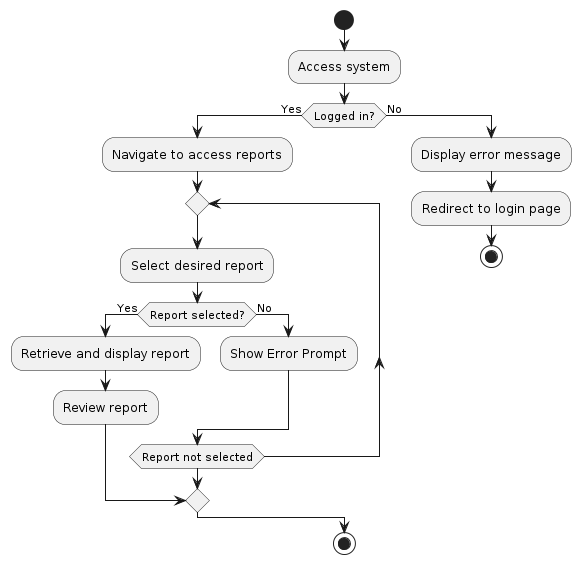 Access system
Yes
Logged in?
No
Navigate to access reports
Display error message
Redirect to login page
Select desired report
Yes
Report selected?
No
Retrieve and display report
Show Error Prompt
Review report
Report not selected